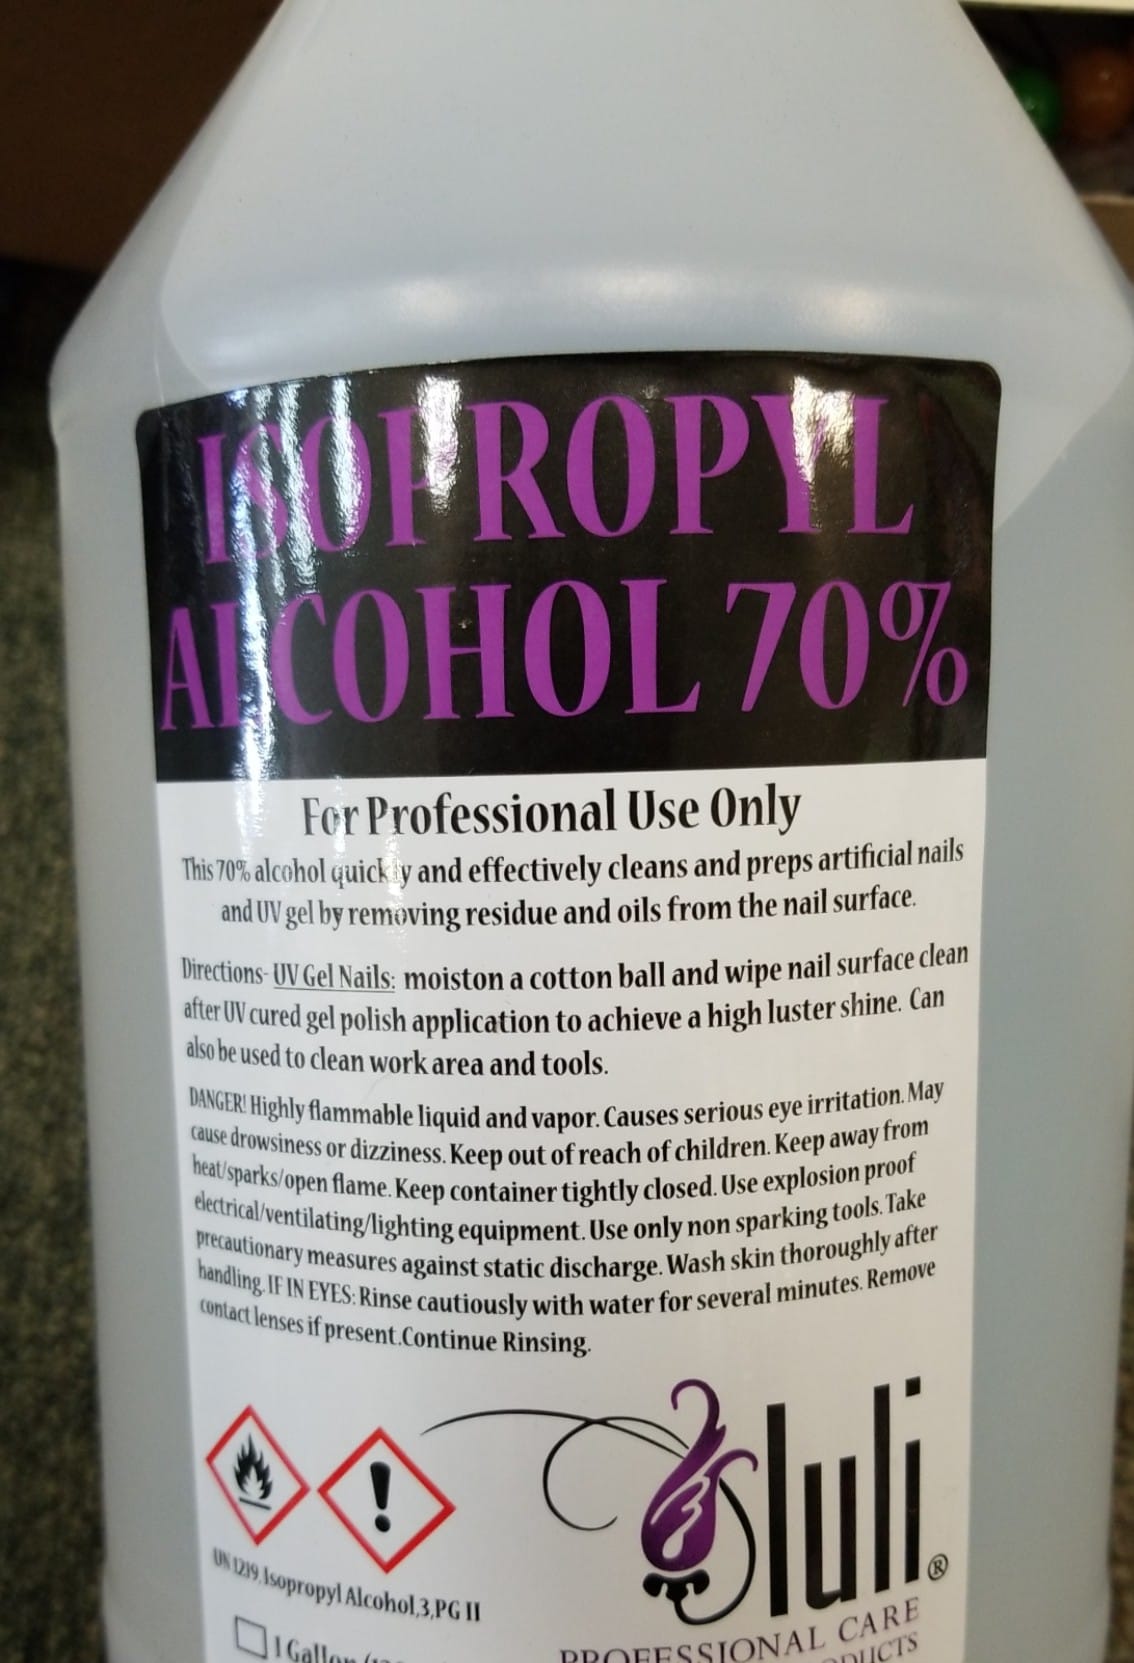 ISOPROPYL
ALCOHOL 70%
For Professional Use Only
This 70% alcohol quickly and effectively cleans and preps artificial nails
and UV gel by removing residue and oils from the nail surface.
Directions- UV Gel Nails: moiston a cotton ball and wipe nail surface clean
after UV cured gel polish application to achieve a high luster shine. Can
also be used to clean work area and tools.
DANGER! Highly flammable liquid and vapor. Causes serious eye irritation. May
cause drowsiness or dizziness. Keep out of reach of children. Keep away from
heat/sparks/open flame. Keep container tightly closed. Use explosion proof
electrical/ventilating/lighting equipment. Use only non sparking tools. Take
precautionary measures against static discharge. Wash skin thoroughly after
handling. IF IN EYES: Rinse cautiously with water for several minutes. Remove
contact lenses if present.Continue Rinsing.
UN 1219, Isopropyl Alcohol,3,PG II
1 Gallon
luli®
PROFESSIONAL CARE
PRODUCTS